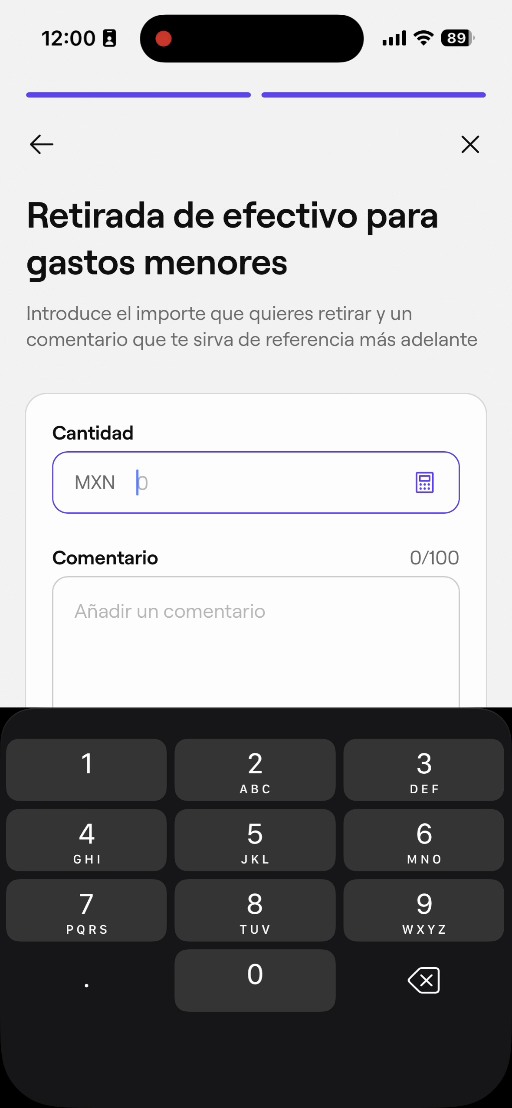 12:00
89
Retirada de efectivo para
gastos menores
Introduce el importe que quieres retirar y un
comentario que te sirva de referencia más adelante
Cantidad
MXN 0
Comentario 0/100
Añadir un comentario
1 2 3
ABC DEF
4 5 6
GHI JKL MNO
7 8 9
PQRS TUV WXYZ
. 0